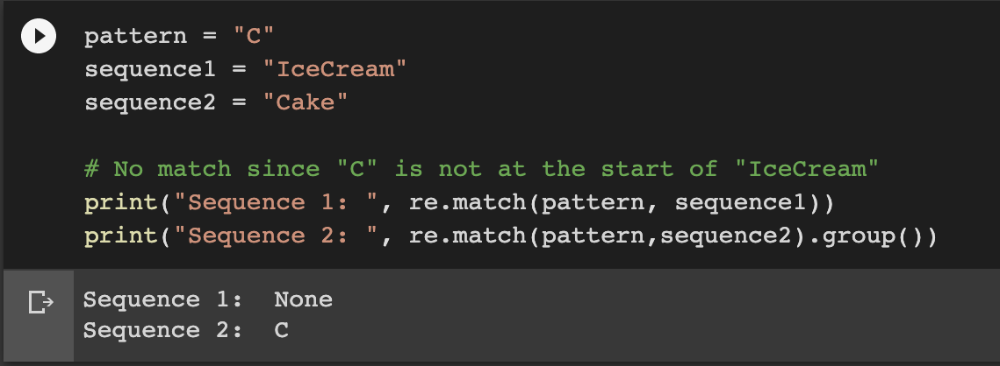 pattern = "C"
sequence1 = "IceCream"
sequence2 = "Cake"
# No match since "C" is not at the start of "IceCream"
print("Sequence 1: ", re.match(pattern, sequence1))
print("Sequence 2: ", re.match(pattern,sequence2).group())
Sequence 1:  None
Sequence 2:  C